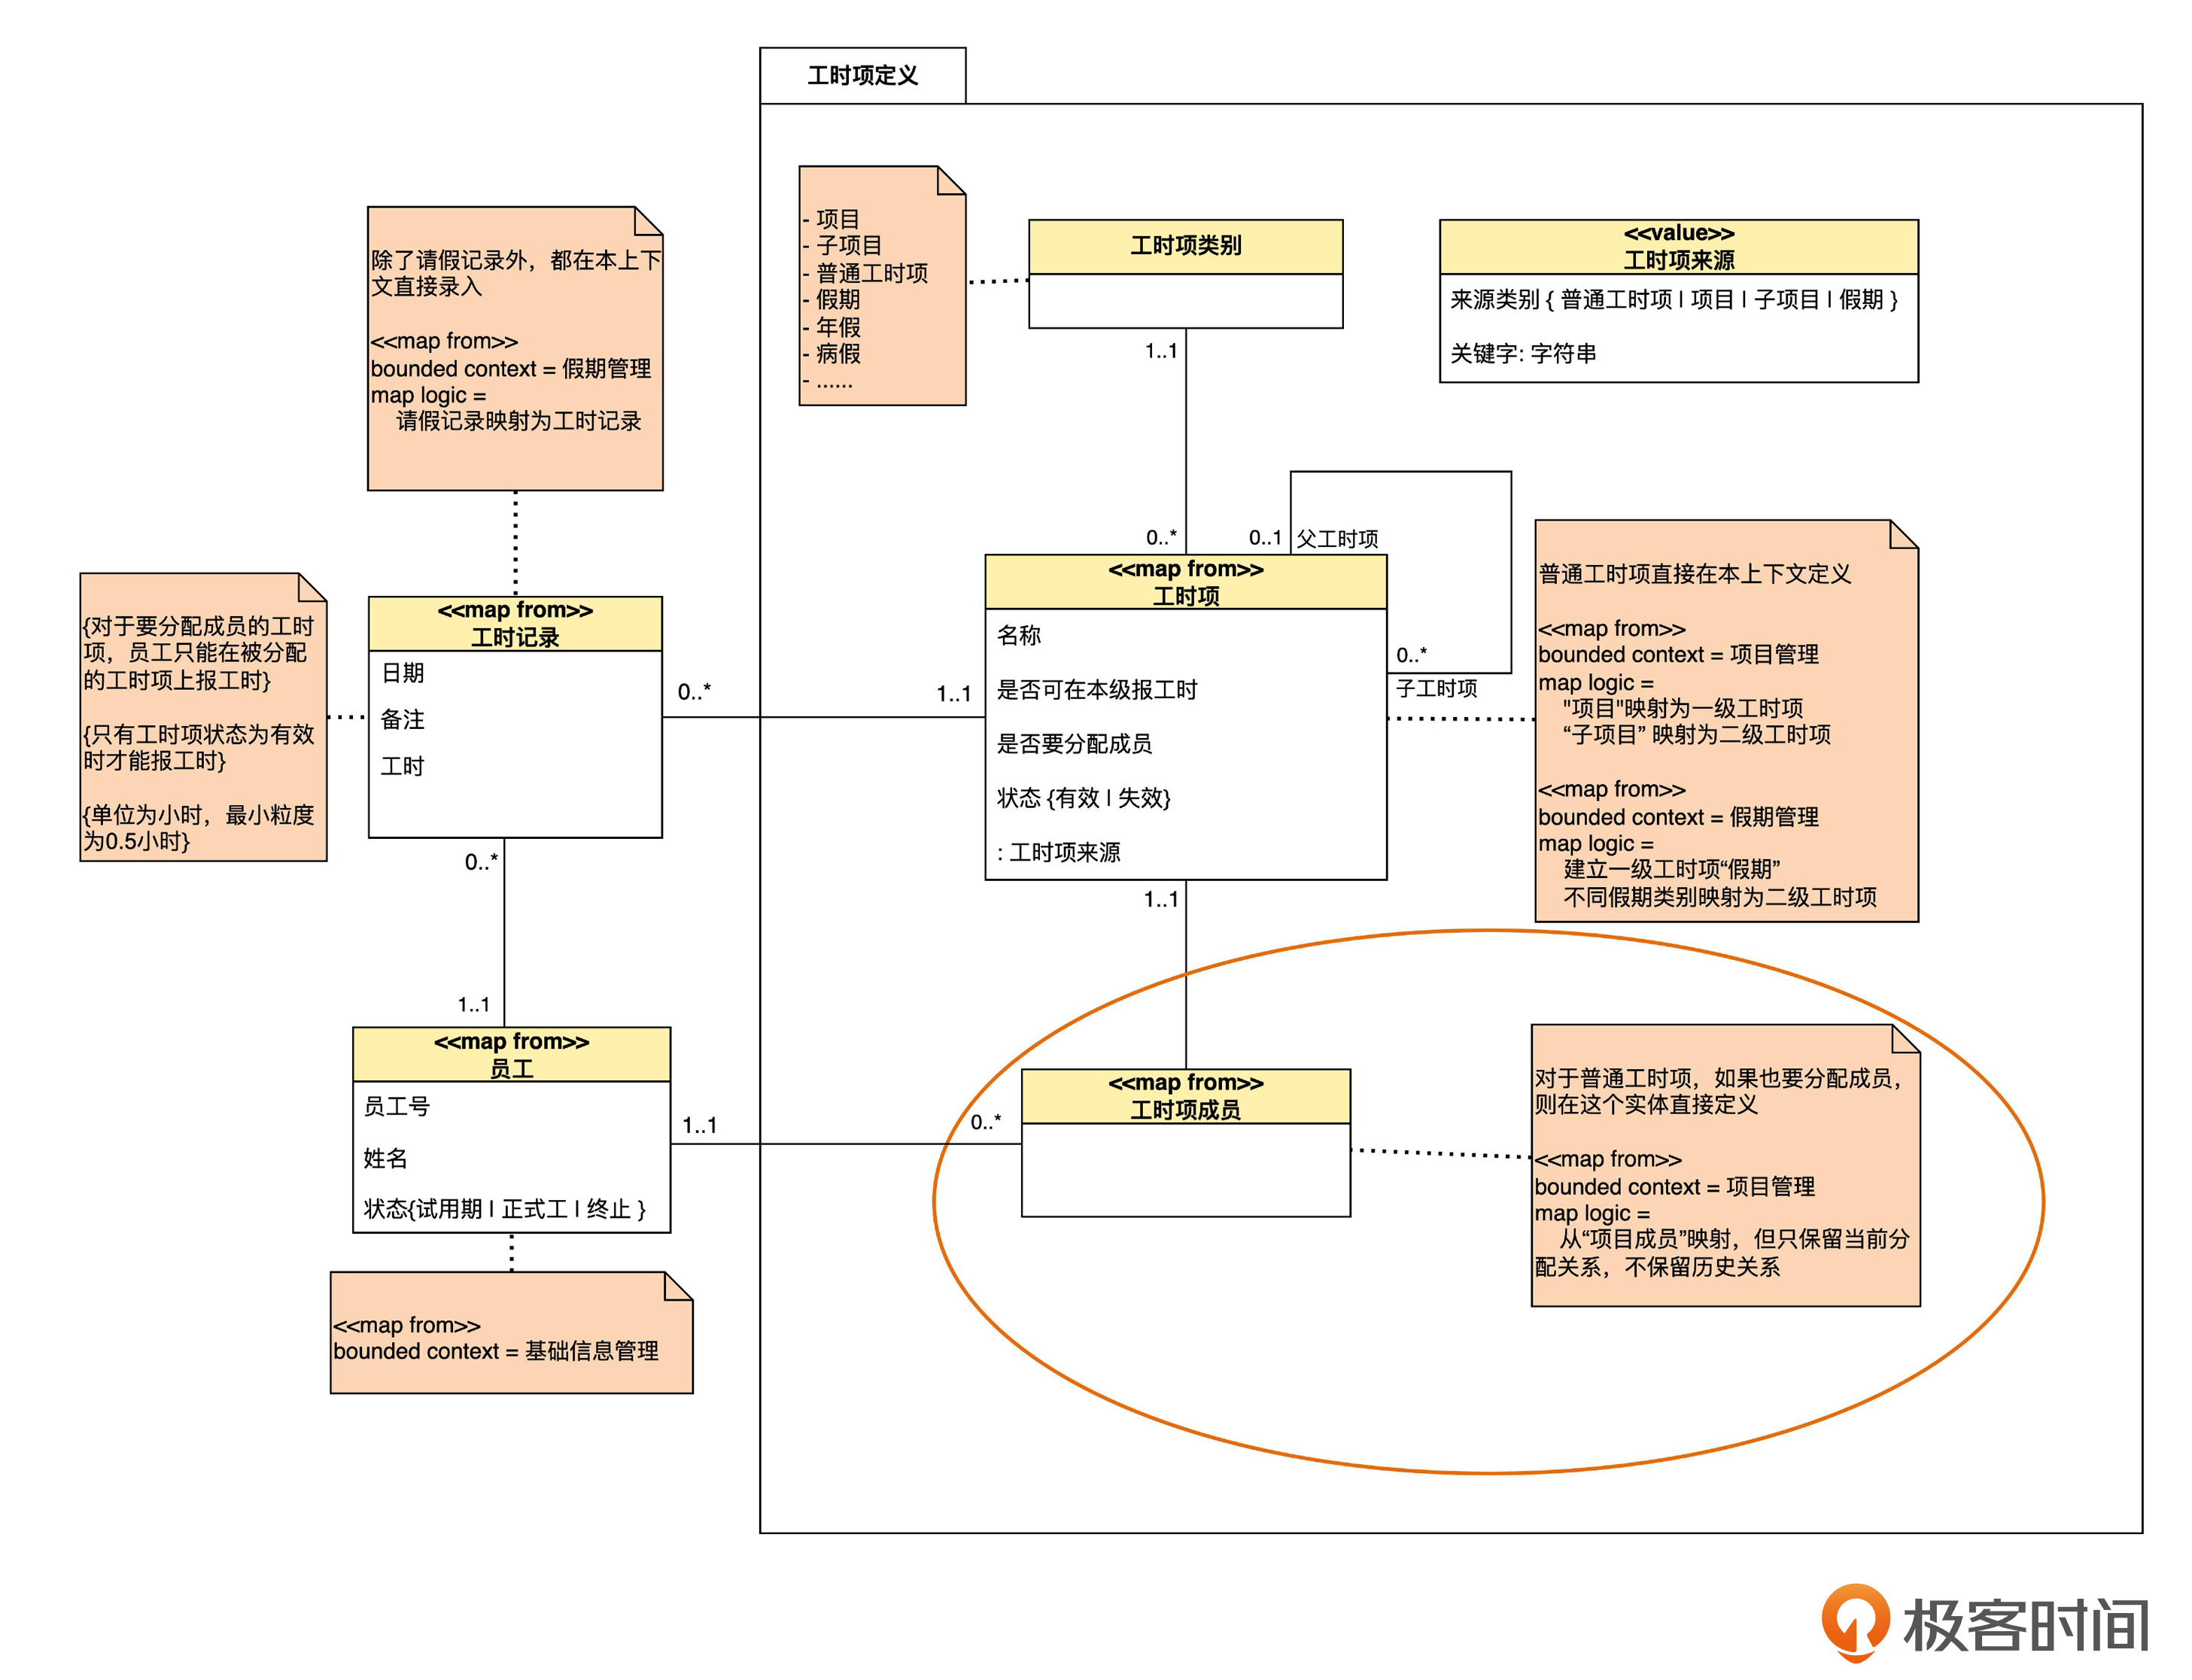 工时项定义
- 项目
- 子项目
- 普通工时项
- 假期
- 年假
- 病假
- ......
工时项类别
<<value>>
工时项来源
来源类别 { 普通工时项 | 项目 | 子项目 | 假期 }
关键字: 字符串
除了请假记录外，都在本上下
文直接录入
<<map from>>
bounded context = 假期管理
map logic =
请假记录映射为工时记录
1..1
0..*
0..1
父工时项
<<map from>>
工时项
名称
是否可在本级报工时
是否要分配成员
状态 {有效 | 失效}
: 工时项来源
0..*
子工时项
普通工时项直接在本上下文定义
<<map from>>
bounded context = 项目管理
map logic =
"项目"映射为一级工时项
“子项目” 映射为二级工时项
<<map from>>
bounded context = 假期管理
map logic =
建立一级工时项“假期”
不同假期类别映射为二级工时项
{对于要分配成员的工时
项，员工只能在被分配
的工时项上报工时}
{只有工时项状态为有效
时才能报工时}
{单位为小时，最小粒度
为0.5小时}
<<map from>>
工时记录
日期
备注
工时
0..*
1..1
0..*
1..1
1..1
<<map from>>
员工
员工号
姓名
状态{试用期 | 正式工 | 终止 }
1..1
0..*
<<map from>>
工时项成员
对于普通工时项，如果也要分配成员，
则在这个实体直接定义
<<map from>>
bounded context = 项目管理
map logic =
从“项目成员”映射，但只保留当前分
配关系，不保留历史关系
<<map from>>
bounded context = 基础信息管理
极客时间